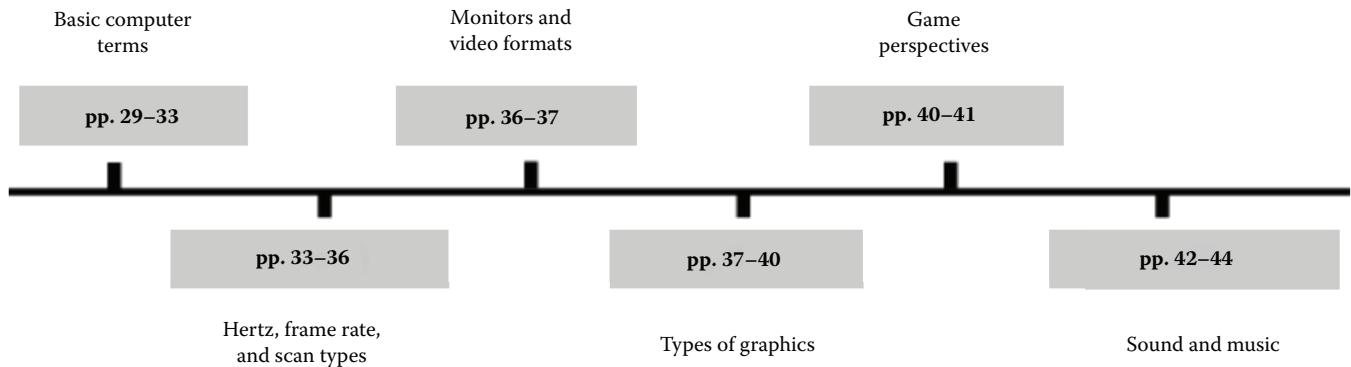 Basic computer
terms
pp. 29–33
Hertz, frame rate,
and scan types
pp. 33–36
Monitors and
video formats
pp. 36–37
Types of graphics
pp. 37–40
Game
perspectives
pp. 40–41
Sound and music
pp. 42–44